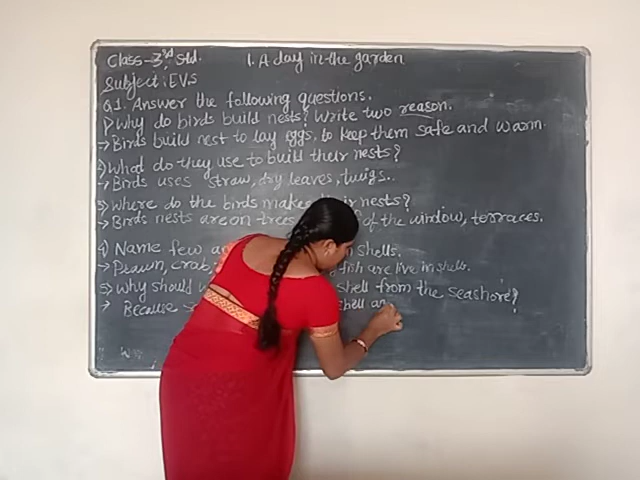 Class-3rd Std.
1. A day in the garden
Subject: EVS
Q1. Answer the following questions.
1) Why do birds build nests? Write two reason.
→ Birds build nest to lay eggs, to keep them safe and warm.
2) What do they use to build their nests?
→ Birds uses straw, dry leaves, twigs..
3) Where do the birds make nests?
→ Birds nests are on trees of the window, terraces.
4) Name few shells.
→ Prawn, crab, fish are live in shells.
5) Why should shell from the seashore?
→ Because shell